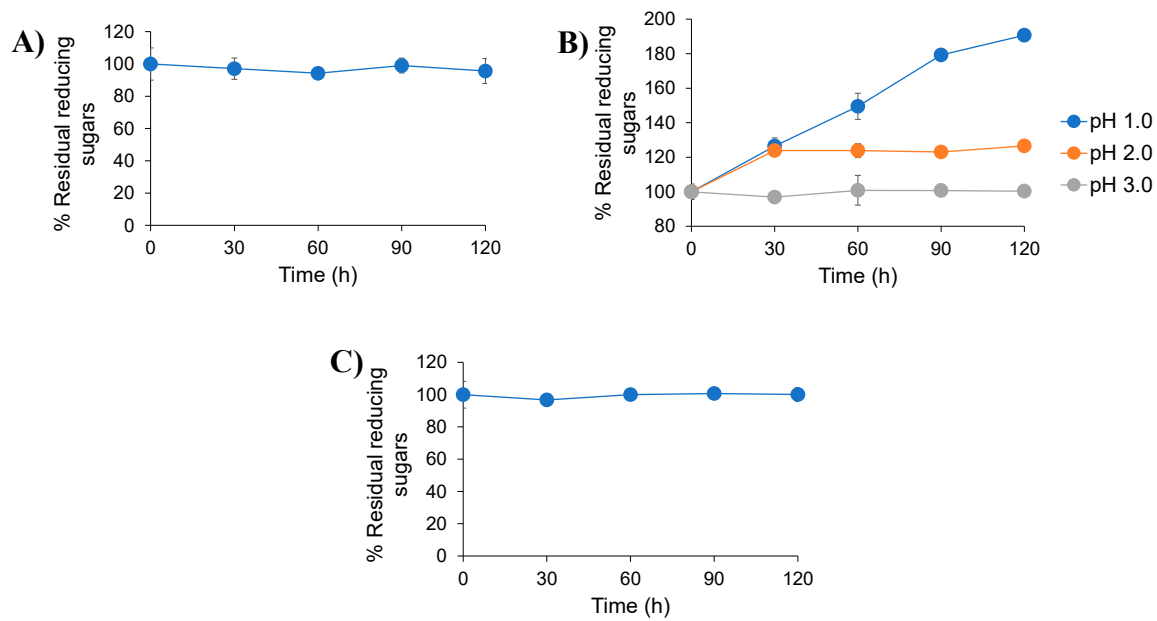 A)
% Residual reducing
sugars
120
100
80
60
40
20
0
0 30 60 90 120
Time (h)
B)
% Residual reducing
sugars
200
180
160
140
120
100
80
0 30 60 90 120
Time (h)
pH 1.0
pH 2.0
pH 3.0
C)
% Residual reducing
sugars
120
100
80
60
40
20
0
0 30 60 90 120
Time (h)